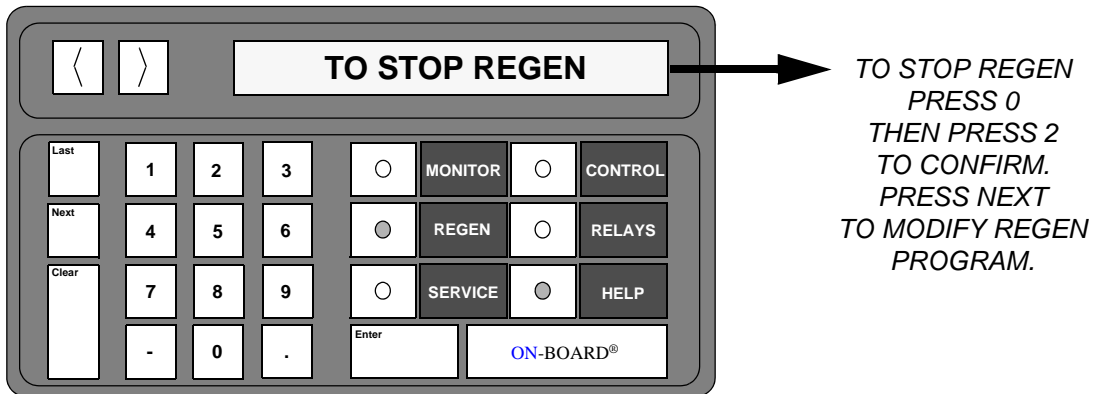 〈 〉 TO STOP REGEN
TO STOP REGEN
PRESS 0
THEN PRESS 2
TO CONFIRM.
PRESS NEXT
TO MODIFY REGEN
PROGRAM.
Last 1 2 3 MONITOR CONTROL
Next 4 5 6 REGEN RELAYS
Clear 7 8 9 SERVICE HELP
- 0 . Enter ON-BOARD®